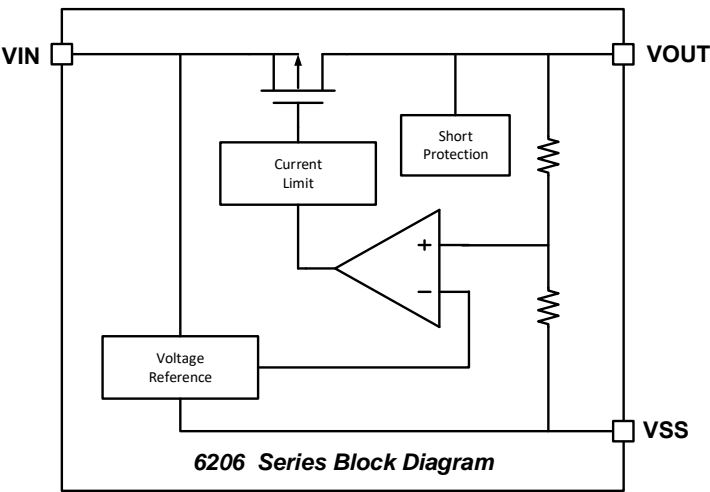 VIN
VOUT
Short
Protection
Current
Limit
+
−
Voltage
Reference
VSS
6206 Series Block Diagram